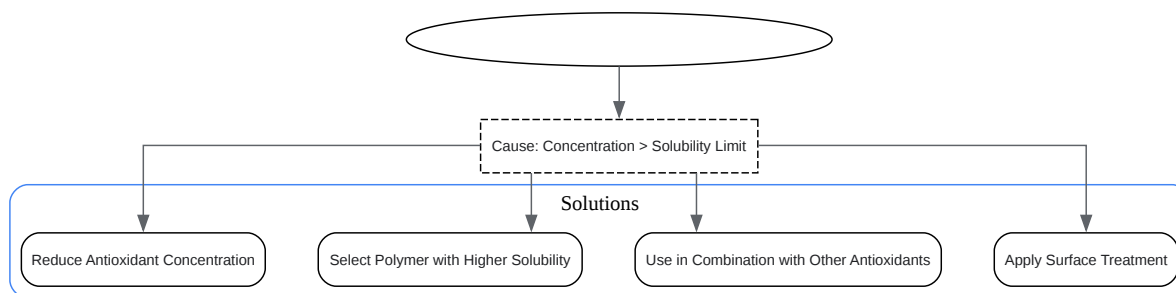 Cause: Concentration > Solubility Limit
Solutions
Reduce Antioxidant Concentration
Select Polymer with Higher Solubility
Use in Combination with Other Antioxidants
Apply Surface Treatment